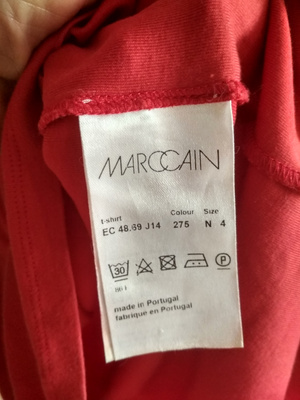 MARCCAIN
t-shirt Colour Size
EC 48.69 J14 275 N 4
30
P
made in Portugal
fabriqué en Portugal